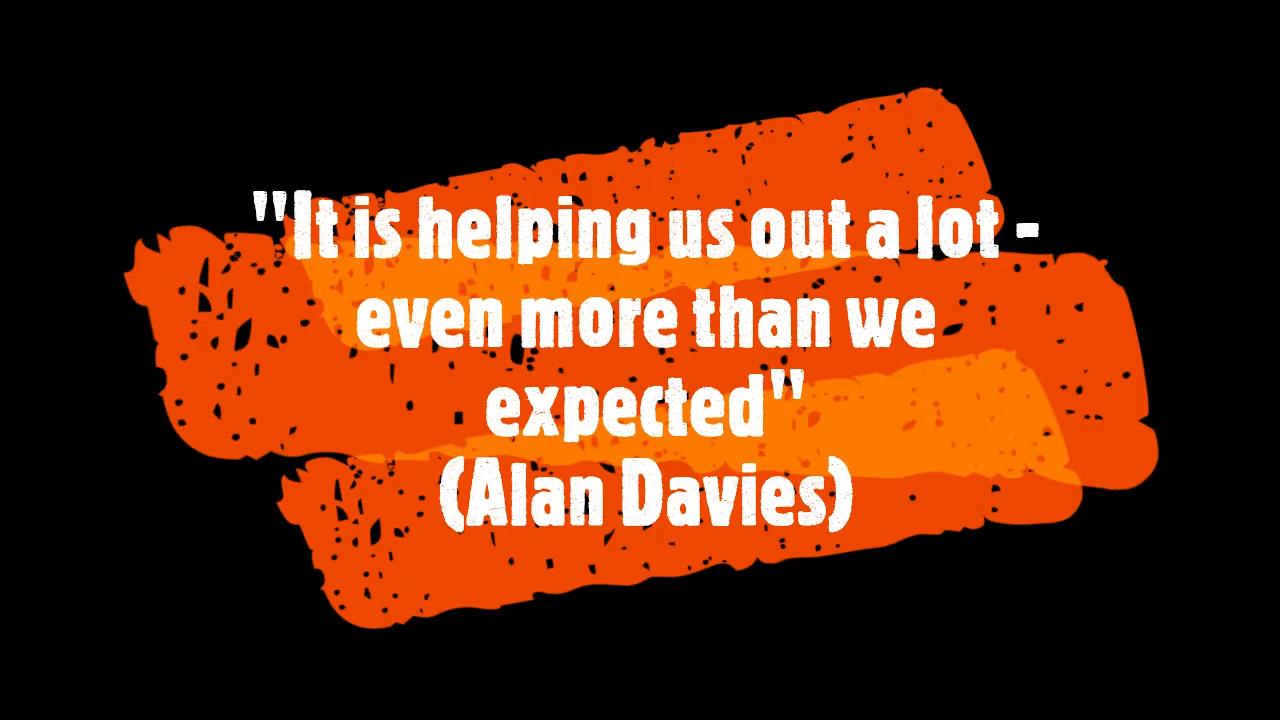 "It is helping us out a lot -
even more than we
expected"
(Alan Davies)